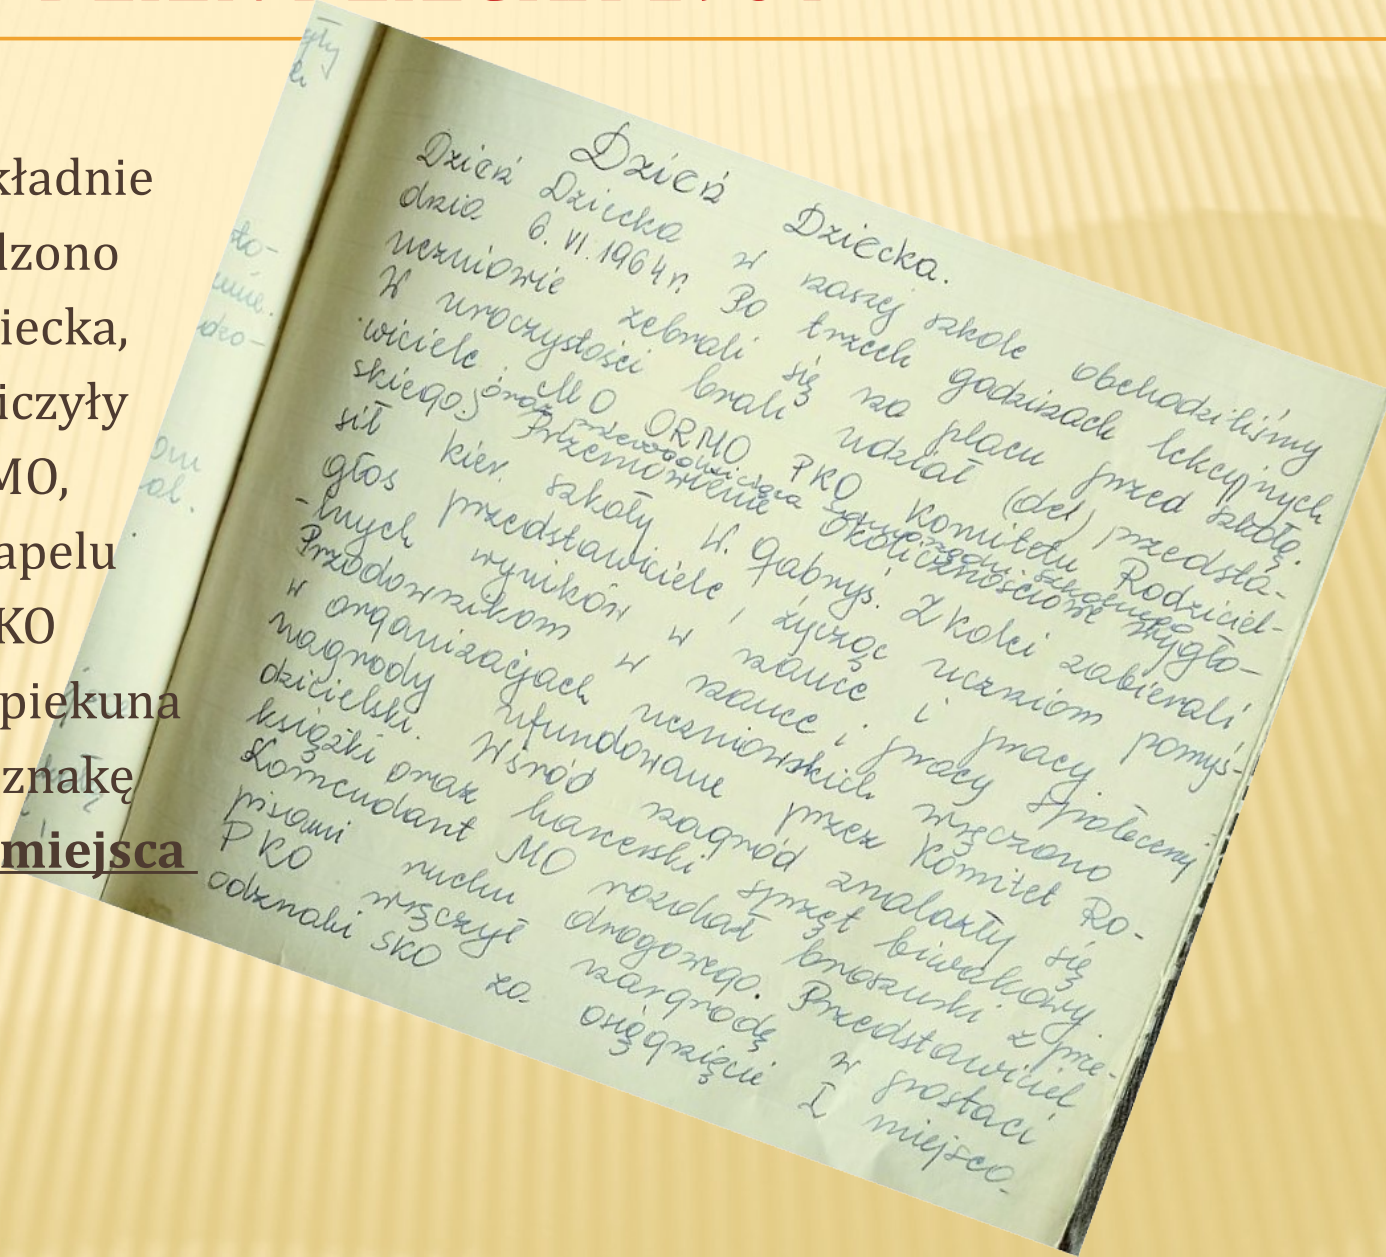 kładnie
dzono
iecka,
iczyły
MO,
apelu
KO
piekuna
znakę
miejsca
Dzień Dziecka.
Dzień Dziecka w naszej szkole obchodziliśmy
dnia 6. VI. 1964 r. Po trzech godzinach lekcyjnych
uczniowie zebrali się na placu przed szkołą.
W uroczystości brali udział (del) przedsta-
wiciele MO ORMO PKO Komitetu Rodziciel-
skiego, oraz
Przemówienie okolicznościowe wygło-
sił kier. szkoły W. Gabryś. Z kolei zabierali
głos przedstawiciele, życząc uczniom pomyś-
-lnych wyników w nauce i pracy.
Przodownikom w nauce i pracy społecznej
w organizacjach uczniowskich wręczono
nagrody ufundowane przez Komitet Ro-
dzicielski. Wśród nagród znalazły się
książki oraz harcerski sprzęt biwakowy.
Komendant MO rozdał broszurki z prze-
pisami ruchu drogowego. Przedstawiciel
PKO wręczył nargrodę w postaci
odznaki SKO za osiągnięcie I miejsca